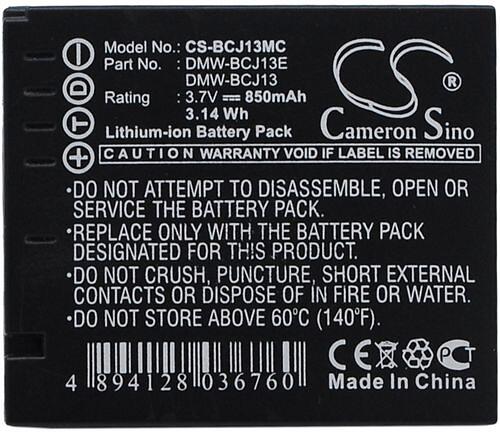 Model No.: CS-BCJ13MC
Part No.: DMW-BCJ13E
DMW-BCJ13
Rating : 3.7V 850mAh
3.14 Wh
Lithium-ion Battery Pack
CS
®
Cameron Sino
T
D
CAUTION WARRANTY VOID IF LABEL IS REMOVED
•DO NOT ATTEMPT TO DISASSEMBLE, OPEN OR
SERVICE THE BATTERY PACK.
•REPLACE ONLY WITH CORRECT BATTERY PACK
DESIGNATED FOR THIS PRODUCT.
•DO NOT CRUSH, PUNCTURE, SHORT EXTERNAL
CONTACTS OR DISPOSE OF IN FIRE OR WATER.
•DO NOT STORE ABOVE 60°C (140°F).
4 894128 036760
CE PCT
Made In China